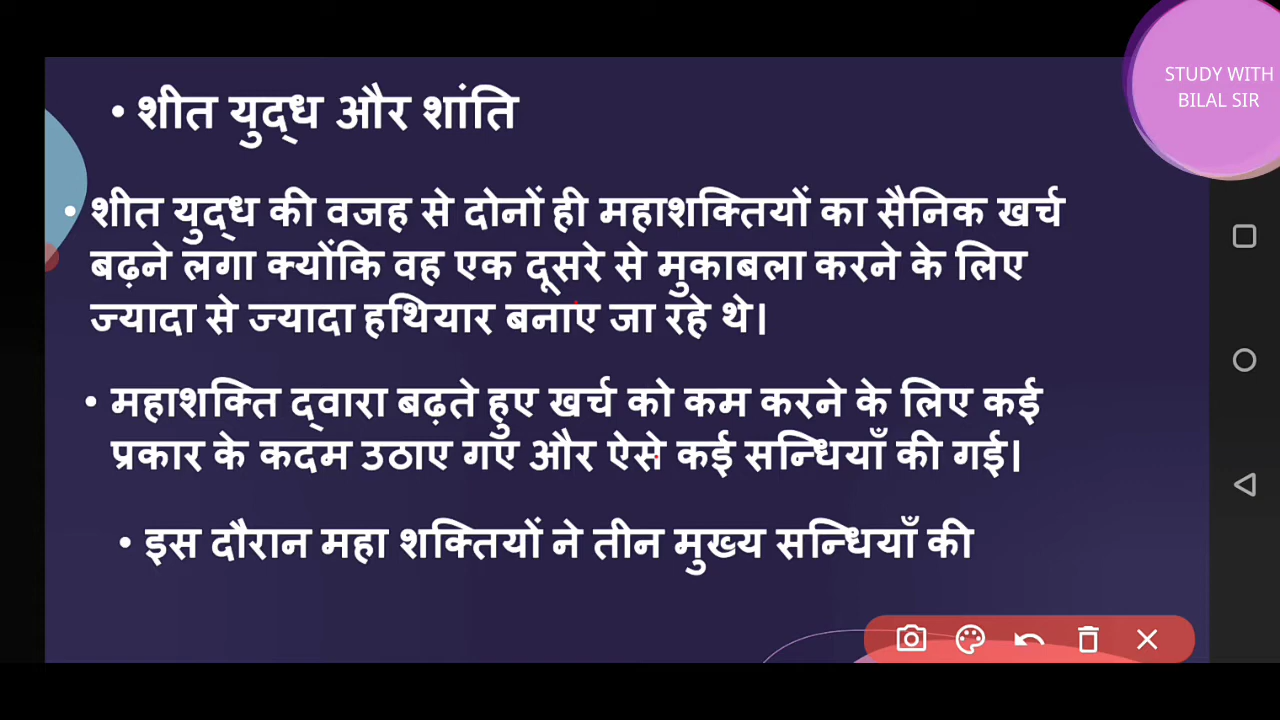 STUDY WITH
BILAL SIR
• शीत युद्ध और शांति
• शीत युद्ध की वजह से दोनों ही महाशक्तियों का सैनिक खर्च
बढ़ने लगा क्योंकि वह एक दूसरे से मुकाबला करने के लिए
ज्यादा से ज्यादा हथियार बनाए जा रहे थे।
• महाशक्ति द्वारा बढ़ते हुए खर्च को कम करने के लिए कई
प्रकार के कदम उठाए गए और ऐसे कई सन्धियाँ की गई।
• इस दौरान महा शक्तियों ने तीन मुख्य सन्धियाँ की